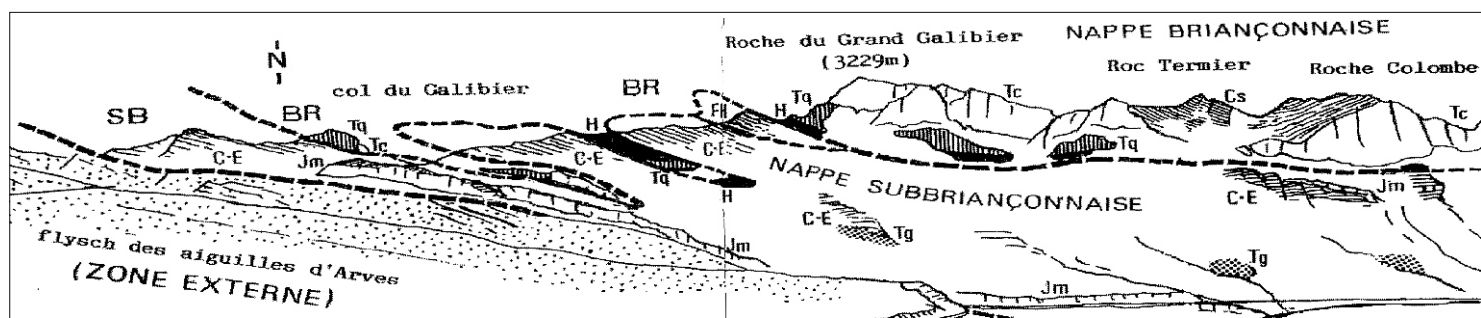 NAPPE BRIANÇONNAISE
Roche du Grand Galibier
(3229m)
Roc Termier
Roche Colombe
N
col du Galibier
BR
SB
BR
Tq
H
FH
H
Tq
Tc
Cs
Tc
Tc
C-E
Jm
C-E
C-E
Tq
H
Tq
NAPPE SUBBRIANÇONNAISE
C-E
Jm
C-E
Tg
flysch des aiguilles d'Arves
(ZONE EXTERNE)
Jm
Tg
Jm